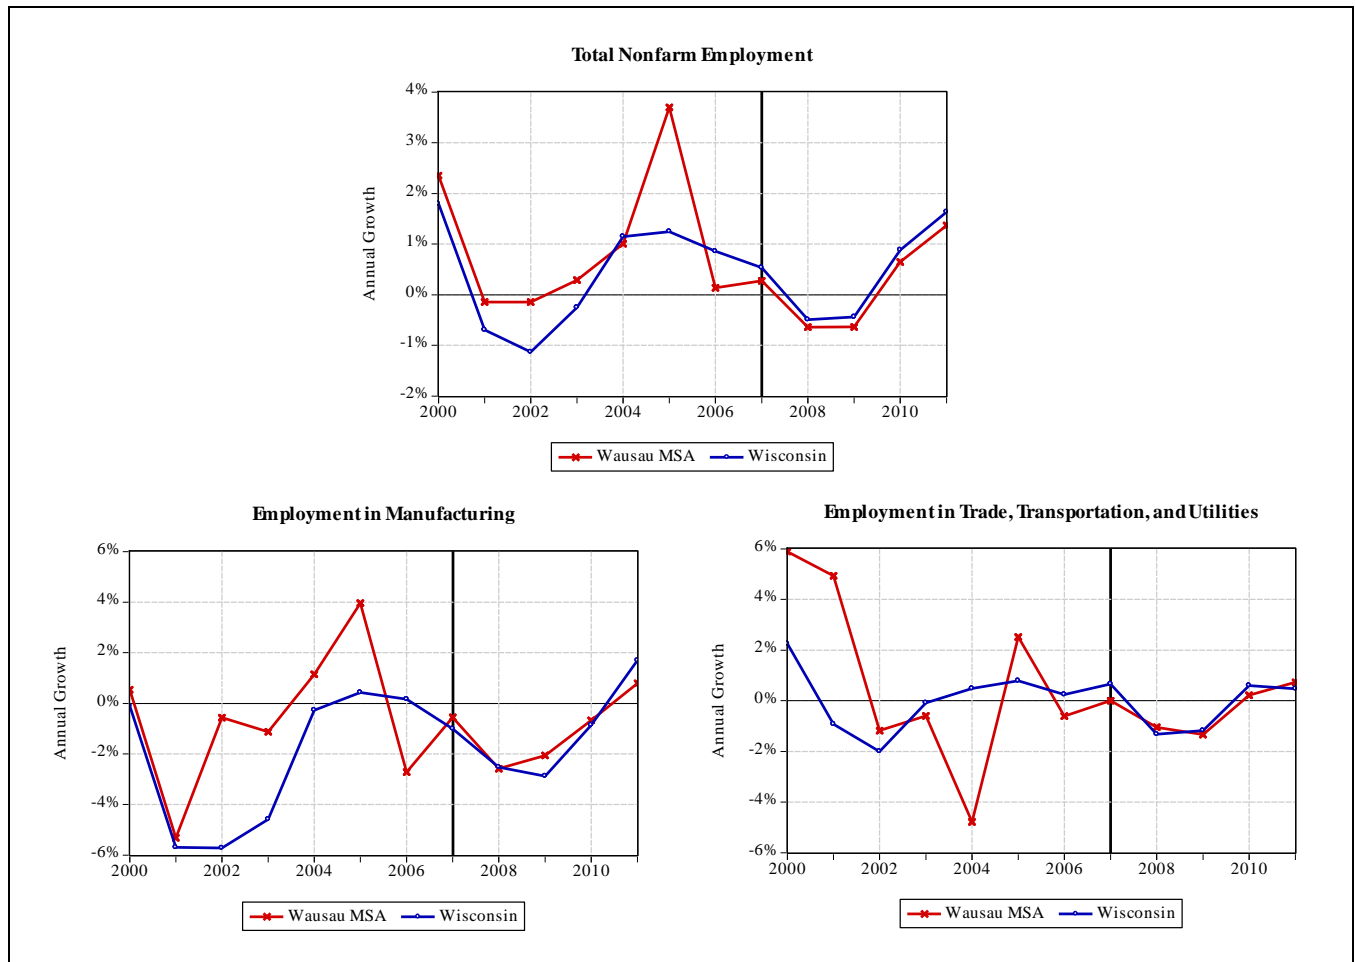 Total Nonfarm Employment
4%
3%
2%
1%
0%
-1%
-2%
Annual Growth
2000 2002 2004 2006 2008 2010
Wausau MSA Wisconsin
Employment in Manufacturing
6%
4%
2%
0%
-2%
-4%
-6%
Annual Growth
2000 2002 2004 2006 2008 2010
Wausau MSA Wisconsin
Employment in Trade, Transportation, and Utilities
6%
4%
2%
0%
-2%
-4%
-6%
Annual Growth
2000 2002 2004 2006 2008 2010
Wausau MSA Wisconsin